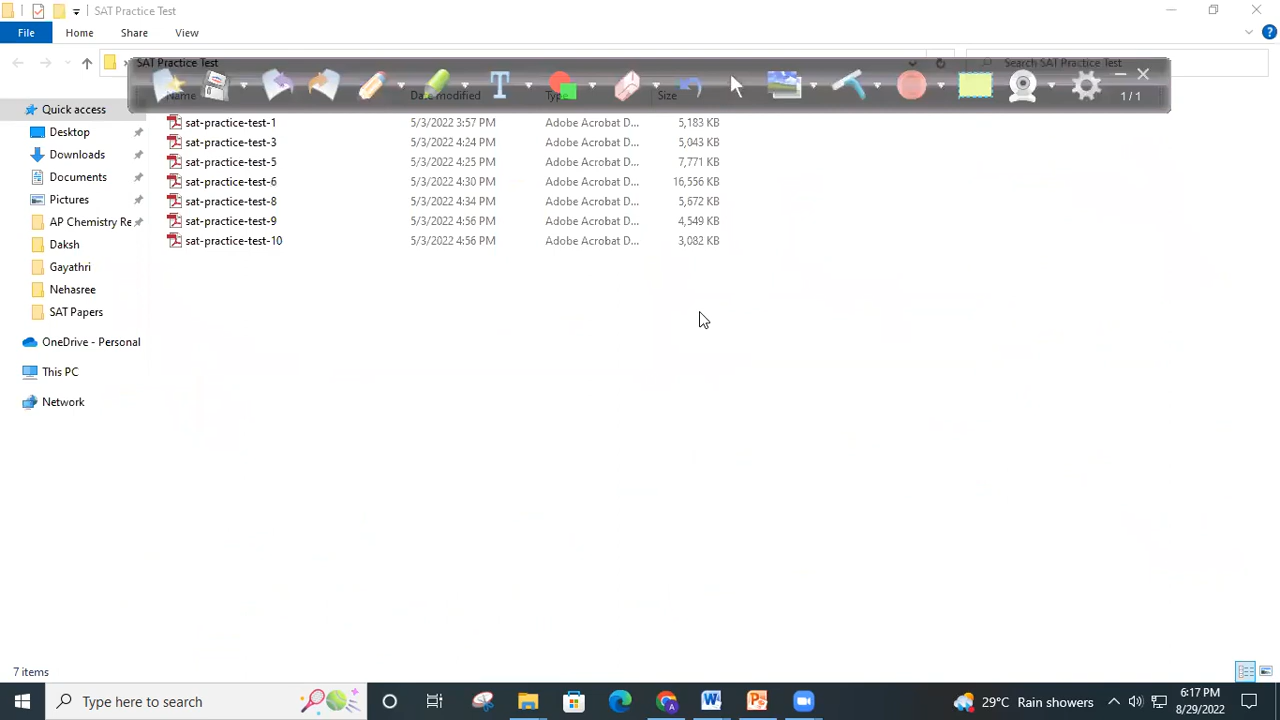 SAT Practice Test
File Home Share View
SAT Practice Test
Search SAT Practice Test
Name Date modified Type Size
1 / 1
Quick access
Desktop
Downloads
Documents
Pictures
AP Chemistry Re
Daksh
Gayathri
Nehasree
SAT Papers
OneDrive - Personal
This PC
Network
sat-practice-test-1 5/3/2022 3:57 PM Adobe Acrobat D... 5,183 KB
sat-practice-test-3 5/3/2022 4:24 PM Adobe Acrobat D... 5,043 KB
sat-practice-test-5 5/3/2022 4:25 PM Adobe Acrobat D... 7,771 KB
sat-practice-test-6 5/3/2022 4:30 PM Adobe Acrobat D... 16,556 KB
sat-practice-test-8 5/3/2022 4:34 PM Adobe Acrobat D... 5,672 KB
sat-practice-test-9 5/3/2022 4:56 PM Adobe Acrobat D... 4,549 KB
sat-practice-test-10 5/3/2022 4:56 PM Adobe Acrobat D... 3,082 KB
7 items
Type here to search
29°C Rain showers
6:17 PM
8/29/2022